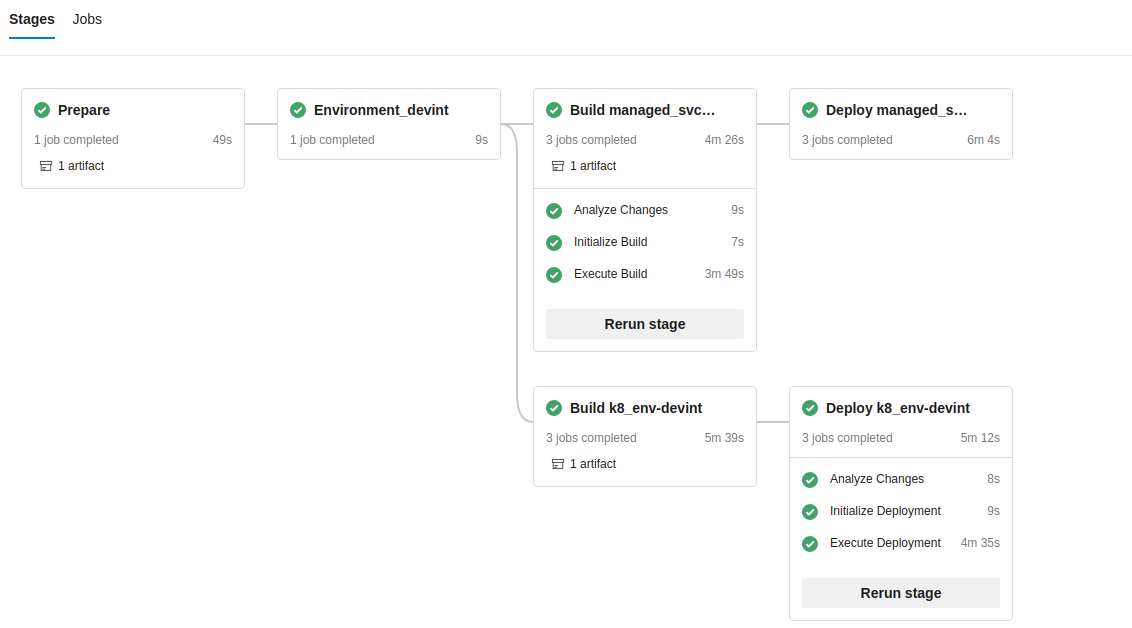 Stages Jobs
Prepare
1 job completed 49s
1 artifact
Environment_devint
1 job completed 9s
Build managed_svc…
3 jobs completed 4m 26s
1 artifact
Analyze Changes 9s
Initialize Build 7s
Execute Build 3m 49s
Rerun stage
Deploy managed_s…
3 jobs completed 6m 4s
Build k8_env-devint
3 jobs completed 5m 39s
1 artifact
Deploy k8_env-devint
3 jobs completed 5m 12s
Analyze Changes 8s
Initialize Deployment 9s
Execute Deployment 4m 35s
Rerun stage